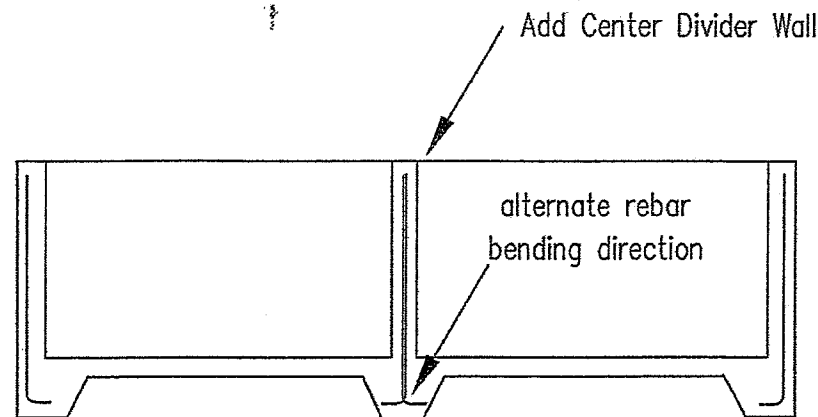 Add Center Divider Wall
alternate rebar
bending direction